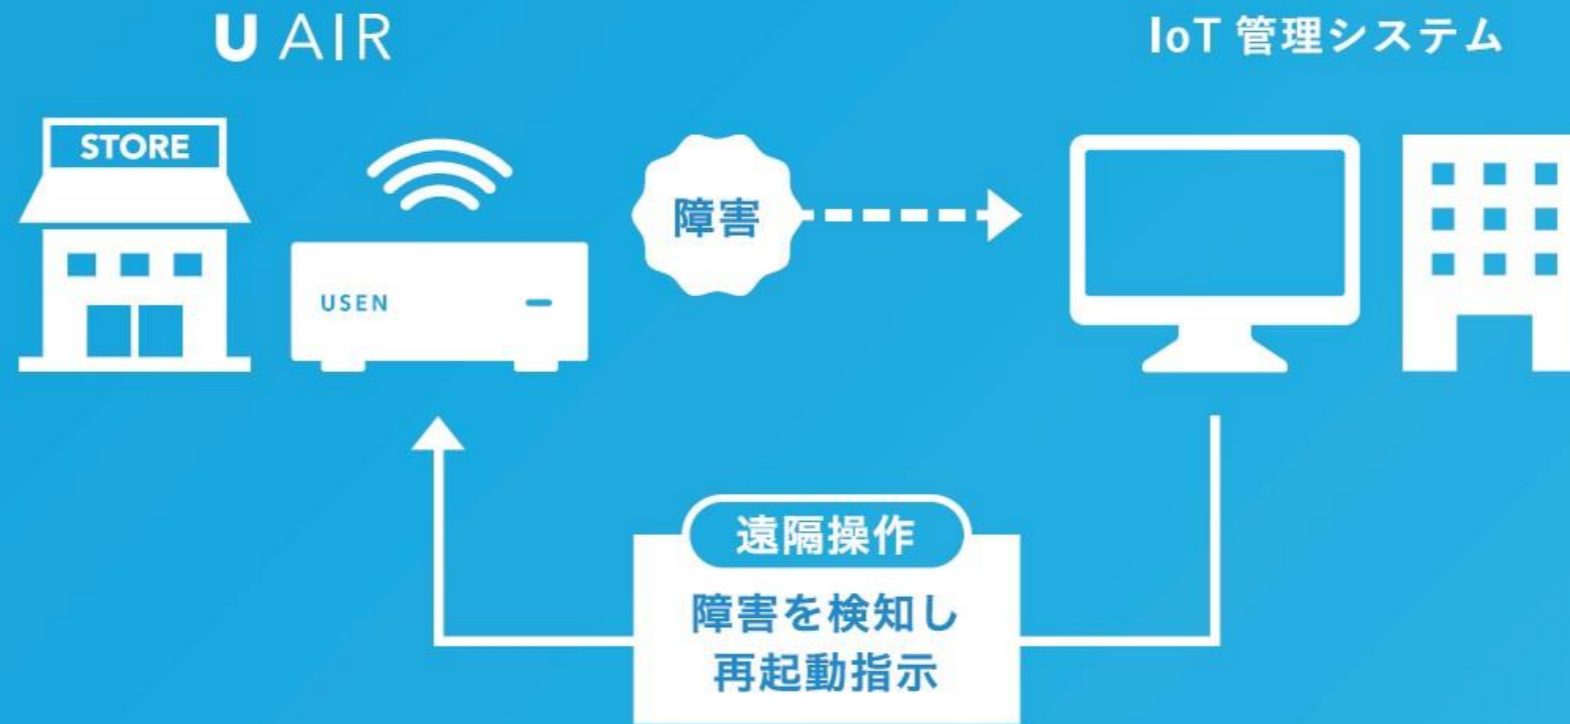 U AIR
IoT 管理システム
STORE
障害
USEN
遠隔操作
障害を検知し
再起動指示